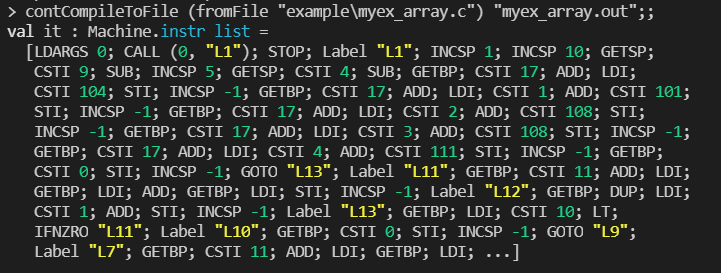 > contCompileToFile (fromFile "example\myex_array.c") "myex_array.out";;
val it : Machine.instr list =
  [LDARGS 0; CALL (0, "L1"); STOP; Label "L1"; INCSP 1; INCSP 10; GETSP;
   CSTI 9; SUB; INCSP 5; GETSP; CSTI 4; SUB; GETBP; CSTI 17; ADD; LDI;
   CSTI 104; STI; INCSP -1; GETBP; CSTI 17; ADD; LDI; CSTI 1; ADD; CSTI 101;
   STI; INCSP -1; GETBP; CSTI 17; ADD; LDI; CSTI 2; ADD; CSTI 108; STI;
   INCSP -1; GETBP; CSTI 17; ADD; LDI; CSTI 3; ADD; CSTI 108; STI; INCSP -1;
   GETBP; CSTI 17; ADD; LDI; CSTI 4; ADD; CSTI 111; STI; INCSP -1; GETBP;
   CSTI 0; STI; INCSP -1; GOTO "L13"; Label "L11"; GETBP; CSTI 11; ADD; LDI;
   GETBP; LDI; ADD; GETBP; LDI; STI; INCSP -1; Label "L12"; GETBP; DUP; LDI;
   CSTI 1; ADD; STI; INCSP -1; Label "L13"; GETBP; LDI; CSTI 10; LT;
   IFNZRO "L11"; Label "L10"; GETBP; CSTI 0; STI; INCSP -1; GOTO "L9";
   Label "L7"; GETBP; CSTI 11; ADD; LDI; GETBP; LDI; ...]